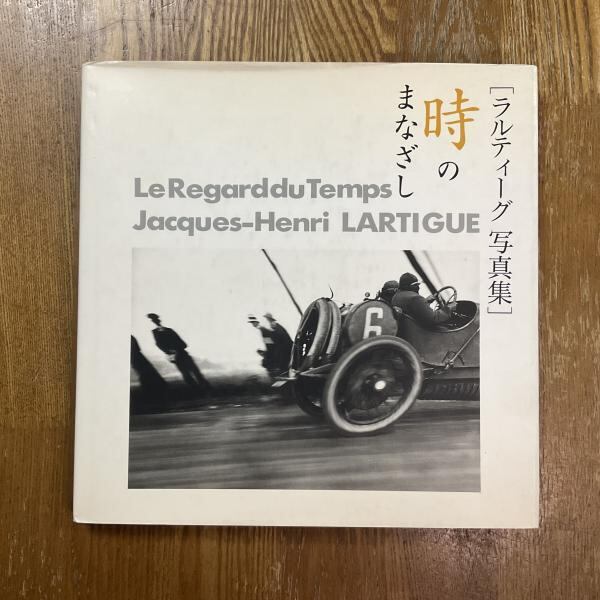 [ラルティーグ 写真集]
時の
まなざし
Le Regard du Temps
Jacques-Henri LARTIGUE
6